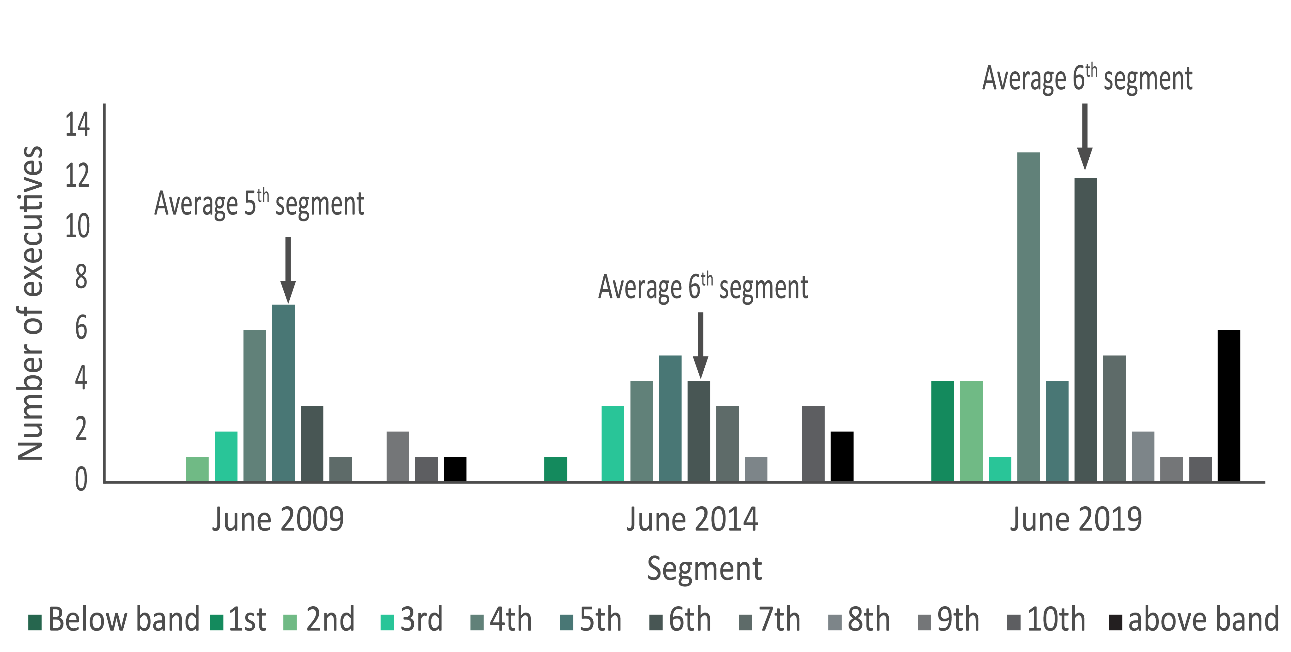 Average 6th segment
14
12
Average 5th segment
10
8
Average 6th segment
6
4
2
0
Number of executives
June 2009
June 2014
June 2019
Segment
Below band 1st 2nd 3rd 4th 5th 6th 7th 8th 9th 10th above band